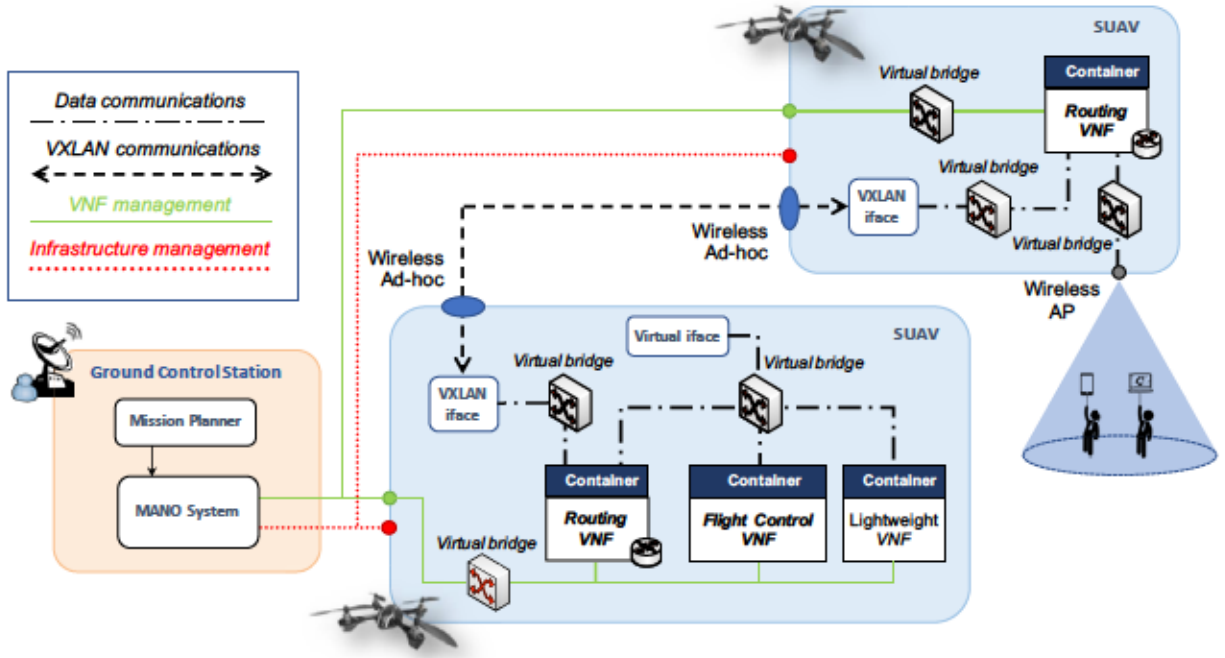 SUAV
Virtual bridge
Container
Routing
VNF
Data communications
VXLAN communications
VNF management
Infrastructure management
Virtual bridge
VXLAN
iface
Virtual bridge
Wireless
Ad-hoc
Wireless
Ad-hoc
Wireless
AP
SUAV
Virtual iface
Virtual bridge
Virtual bridge
VXLAN
iface
Ground Control Station
Mission Planner
MANO System
Container
Routing
VNF
Container
Flight Control
VNF
Container
Lightweight
VNF
Virtual bridge